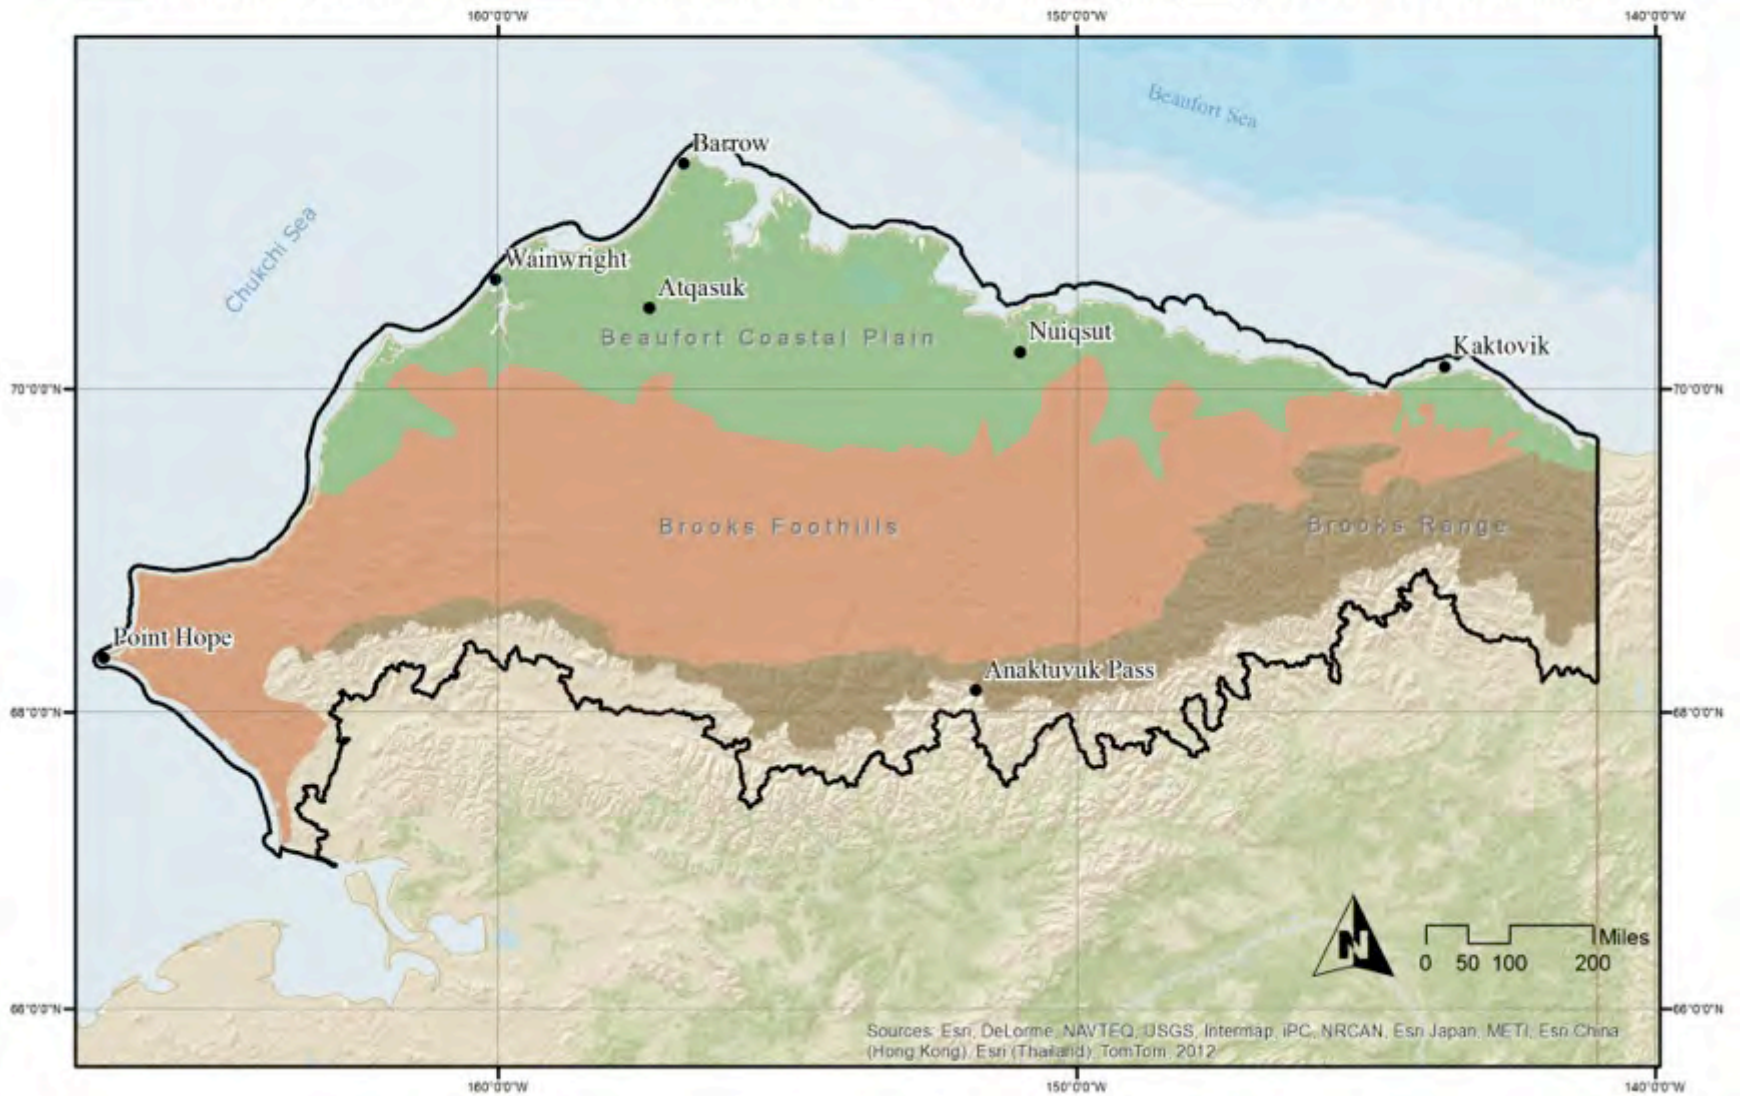 160°0'0"W 150°0'0"W 140°0'0"W
Beaufort Sea
Barrow
Chukchi Sea
Wainwright
Atqasuk
Beaufort Coastal Plain
Nuiqsut
Kaktovik
70°0'0"N 70°0'0"N
Brooks Foothills
Brooks Range
Point Hope
Anaktuvuk Pass
68°0'0"N 68°0'0"N
N
Miles
0 50 100 200
66°0'0"N 66°0'0"N
Sources: Esri, DeLorme, NAVTEQ, USGS, Intermap, iPC, NRCAN, Esri Japan, METI, Esri China
(Hong Kong), Esri (Thailand), TomTom, 2012
160°0'0"W 150°0'0"W 140°0'0"W